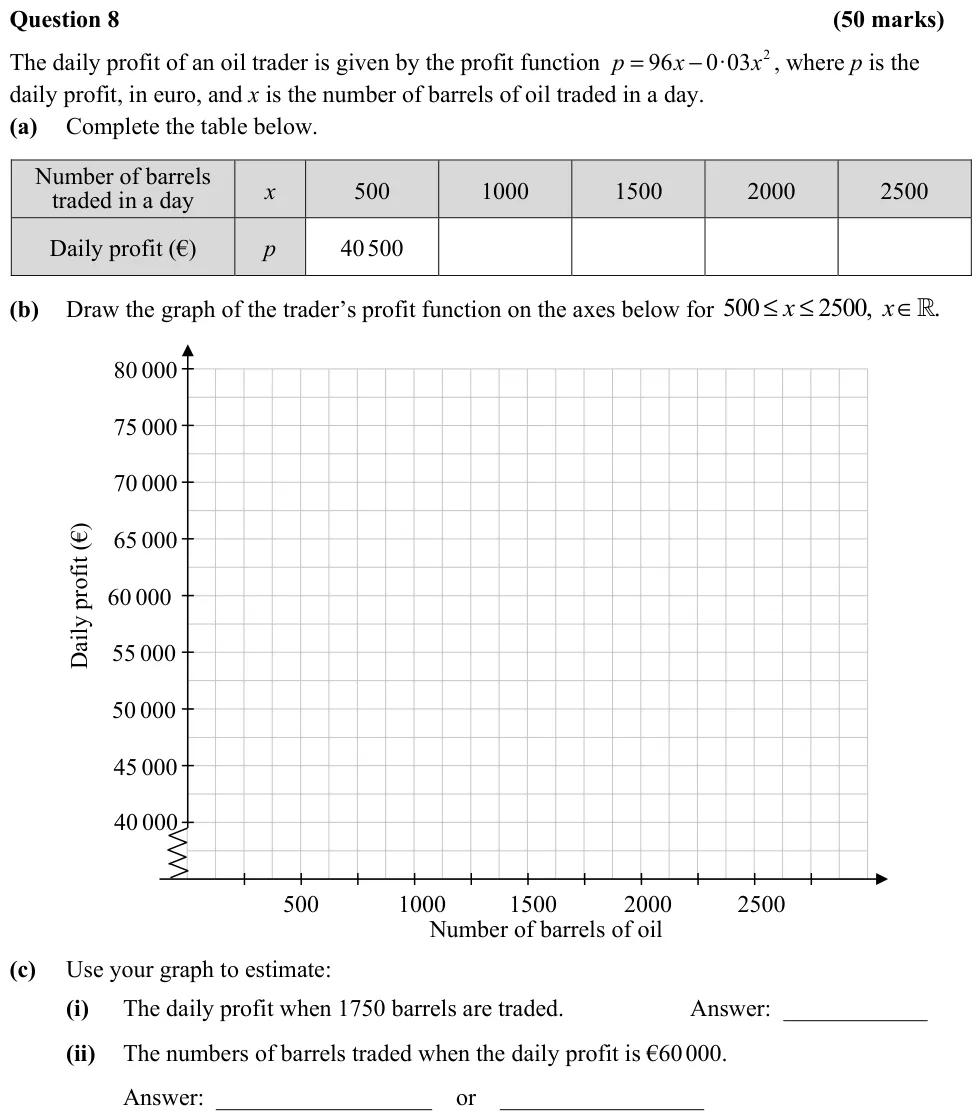 Question 8 (50 marks)
The daily profit of an oil trader is given by the profit function p = 96x − 0·03x², where p is the
daily profit, in euro, and x is the number of barrels of oil traded in a day.
(a) Complete the table below.
Number of barrels
traded in a day x 500 1000 1500 2000 2500
Daily profit (€) p 40 500
(b) Draw the graph of the trader’s profit function on the axes below for 500 ≤ x ≤ 2500, x ∈ ℝ.
80 000
75 000
70 000
65 000
60 000
55 000
50 000
45 000
40 000
Daily profit (€)
500 1000 1500 2000 2500
Number of barrels of oil
(c) Use your graph to estimate:
(i) The daily profit when 1750 barrels are traded. Answer: ____________
(ii) The numbers of barrels traded when the daily profit is €60 000.
Answer: __________________ or _________________